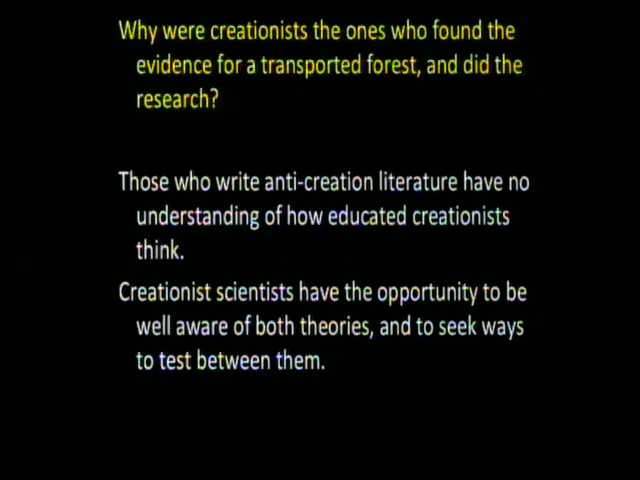 Why were creationists the ones who found the
evidence for a transported forest, and did the
research?
Those who write anti-creation literature have no
understanding of how educated creationists
think.
Creationist scientists have the opportunity to be
well aware of both theories, and to seek ways
to test between them.